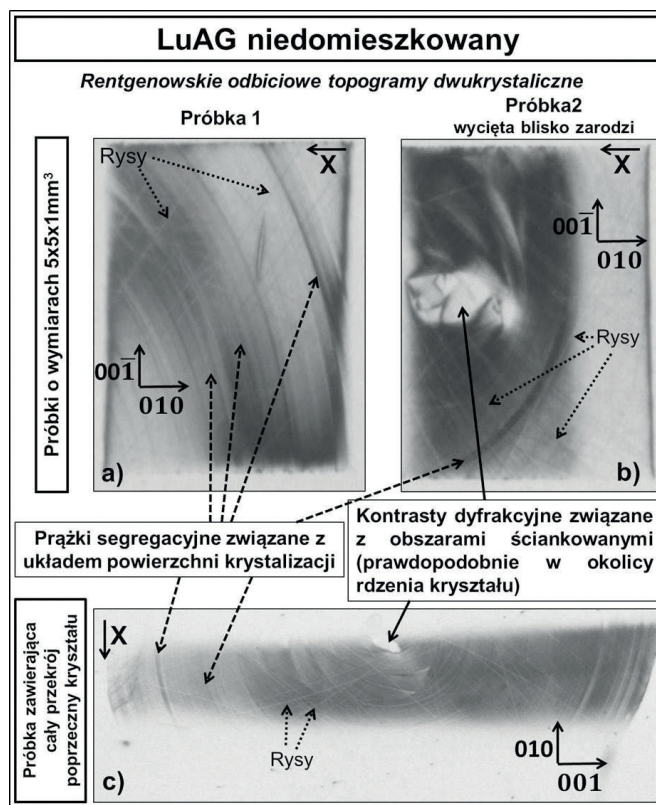 LuAG niedomieszkowany
Rentgenowskie odbiciowe topogramy dwukrystaliczne
Próbka 1
Próbka2
wycięta blisko zarodzi
Próbki o wymiarach 5x5x1mm³
Rysy
X
001̅
010
a)
X
001̅
010
Rysy
b)
Prążki segregacyjne związane z
układem powierzchni krystalizacji
Kontrasty dyfrakcyjne związane
z obszarami ściankowanymi
(prawdopodobnie w okolicy
rdzenia kryształu)
Próbka zawierająca
cały przekrój
poprzeczny kryształu
X
Rysy
010
001
c)